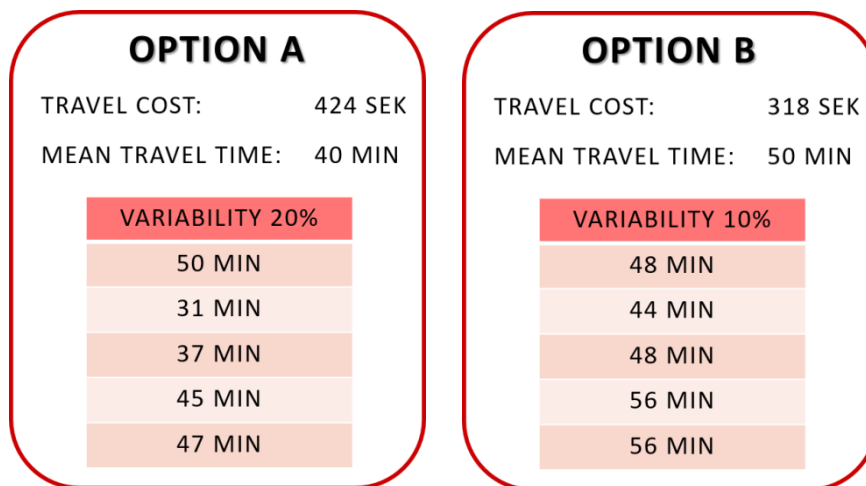 OPTION A
TRAVEL COST: 424 SEK
MEAN TRAVEL TIME: 40 MIN
VARIABILITY 20%
50 MIN
31 MIN
37 MIN
45 MIN
47 MIN
OPTION B
TRAVEL COST: 318 SEK
MEAN TRAVEL TIME: 50 MIN
VARIABILITY 10%
48 MIN
44 MIN
48 MIN
56 MIN
56 MIN